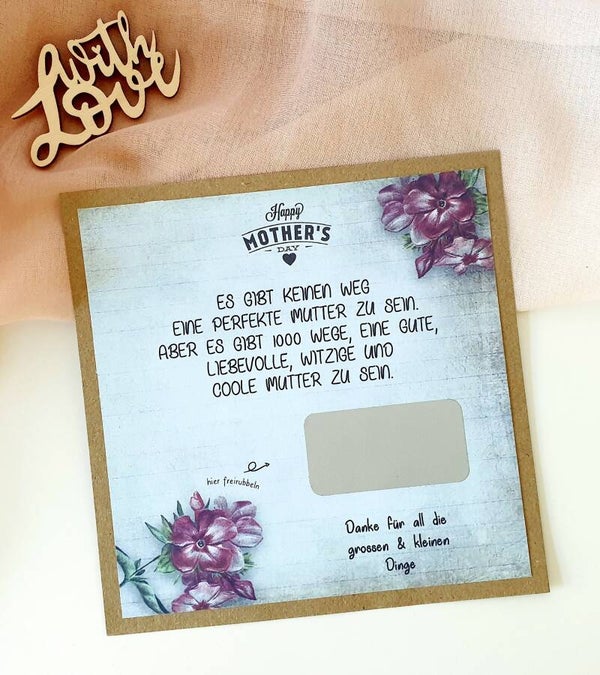 with
Love
Happy
MOTHER'S
DAY
ES GIBT KEINEN WEG
EINE PERFEKTE MUTTER ZU SEIN.
ABER ES GIBT 1000 WEGE, EINE GUTE,
LIEBEVOLLE, WITZIGE UND
COOLE MUTTER ZU SEIN.
hier freirubbeln
Danke für all die
grossen & kleinen
Dinge